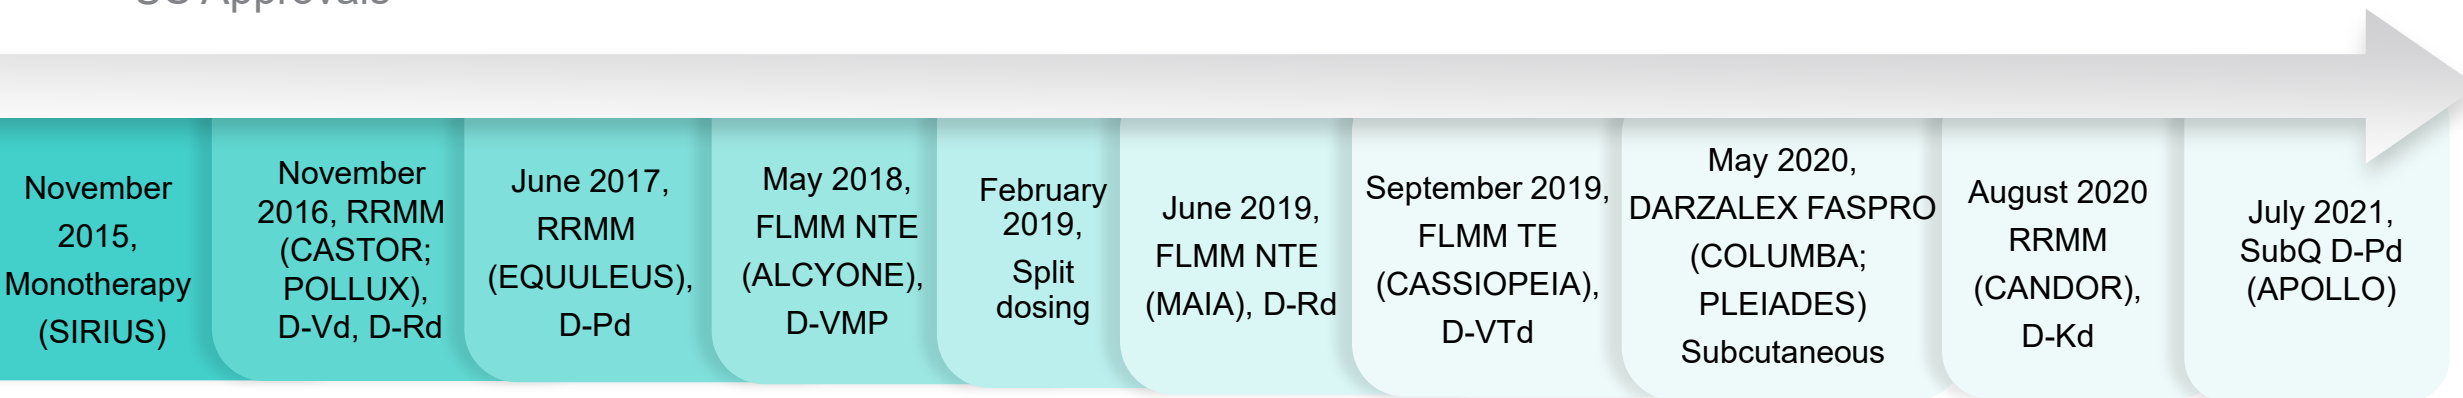 US Approvals
November
2015,
Monotherapy
(SIRIUS)
November
2016, RRMM
(CASTOR;
POLLUX),
D-Vd, D-Rd
June 2017,
RRMM
(EQUULEUS),
D-Pd
May 2018,
FLMM NTE
(ALCYONE),
D-VMP
February
2019,
Split
dosing
June 2019,
FLMM NTE
(MAIA), D-Rd
September 2019,
FLMM TE
(CASSIOPEIA),
D-VTd
May 2020,
DARZALEX FASPRO
(COLUMBA;
PLEIADES)
Subcutaneous
August 2020
RRMM
(CANDOR),
D-Kd
July 2021,
SubQ D-Pd
(APOLLO)